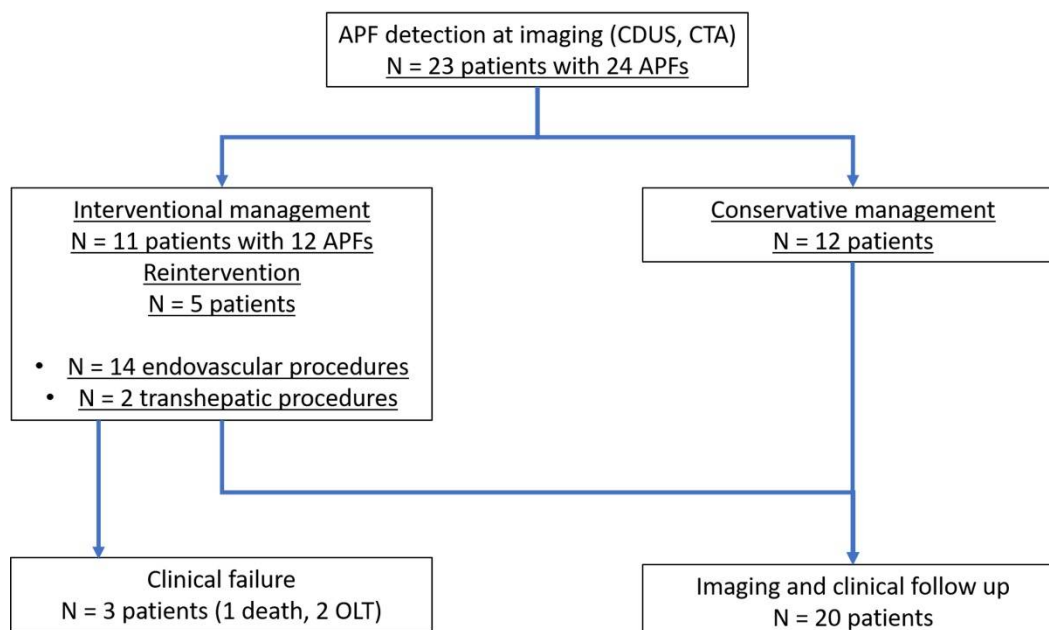 APF detection at imaging (CDUS, CTA)
N = 23 patients with 24 APFs
Interventional management
N = 11 patients with 12 APFs
Reintervention
N = 5 patients
• N = 14 endovascular procedures
• N = 2 transhepatic procedures
Conservative management
N = 12 patients
Clinical failure
N = 3 patients (1 death, 2 OLT)
Imaging and clinical follow up
N = 20 patients